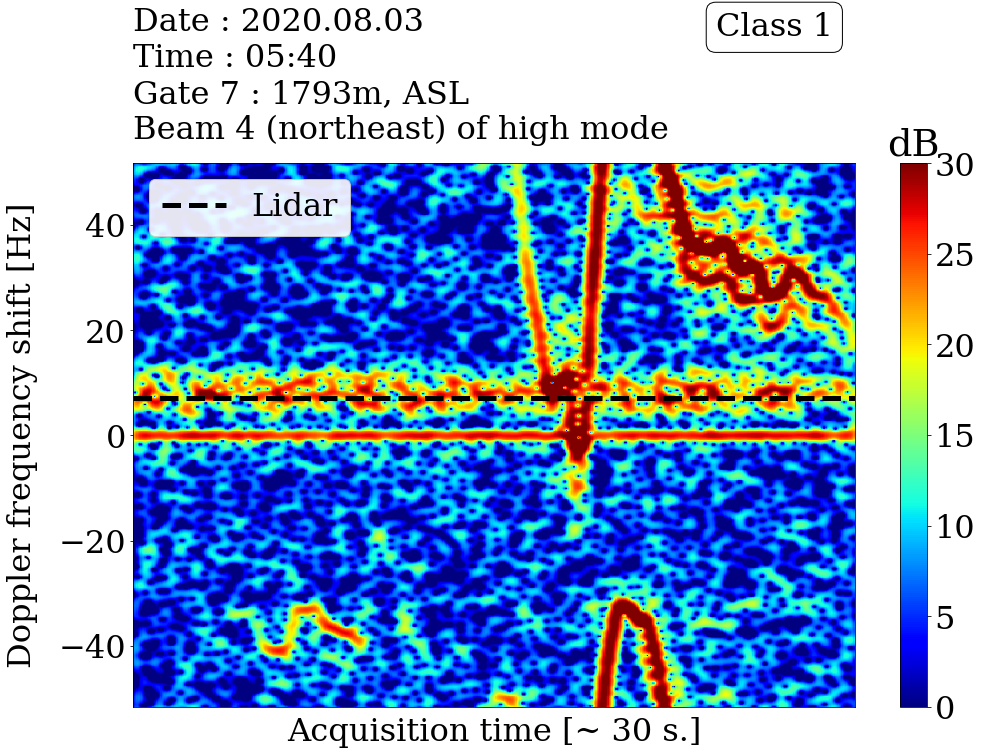 Date : 2020.08.03
Time : 05:40
Gate 7 : 1793m, ASL
Beam 4 (northeast) of high mode
Class 1
dB
Lidar
Doppler frequency shift [Hz]
40
20
0
−20
−40
Acquisition time [~ 30 s.]
30
25
20
15
10
5
0